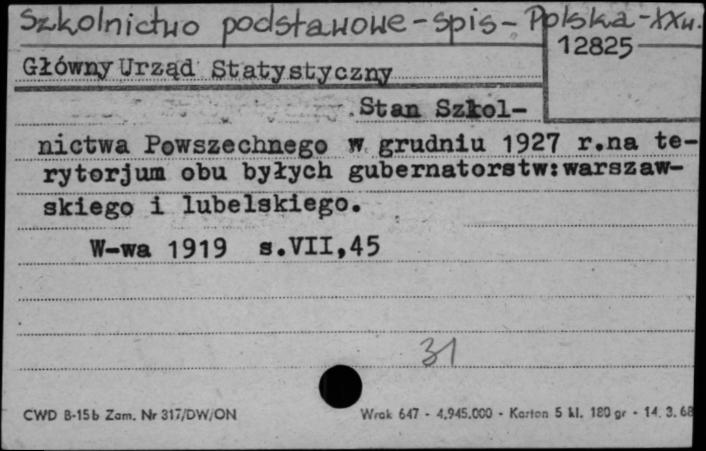 Szkolnictwo podstawowe - spis - Polska - XXw.
12825
Główny Urząd Statystyczny
Stan Szkol-
nictwa Powszechnego w grudniu 1927 r.na te-
rytorjum obu byłych gubernatorstw:warszaw-
skiego i lubelskiego.
W-wa 1919 s.VII,45
31
CWD B-15b Zam. Nr 317/DW/ON
Wrak 647 - 4.945.000 - Karton 5 kl. 180 gr - 14. 3. 68